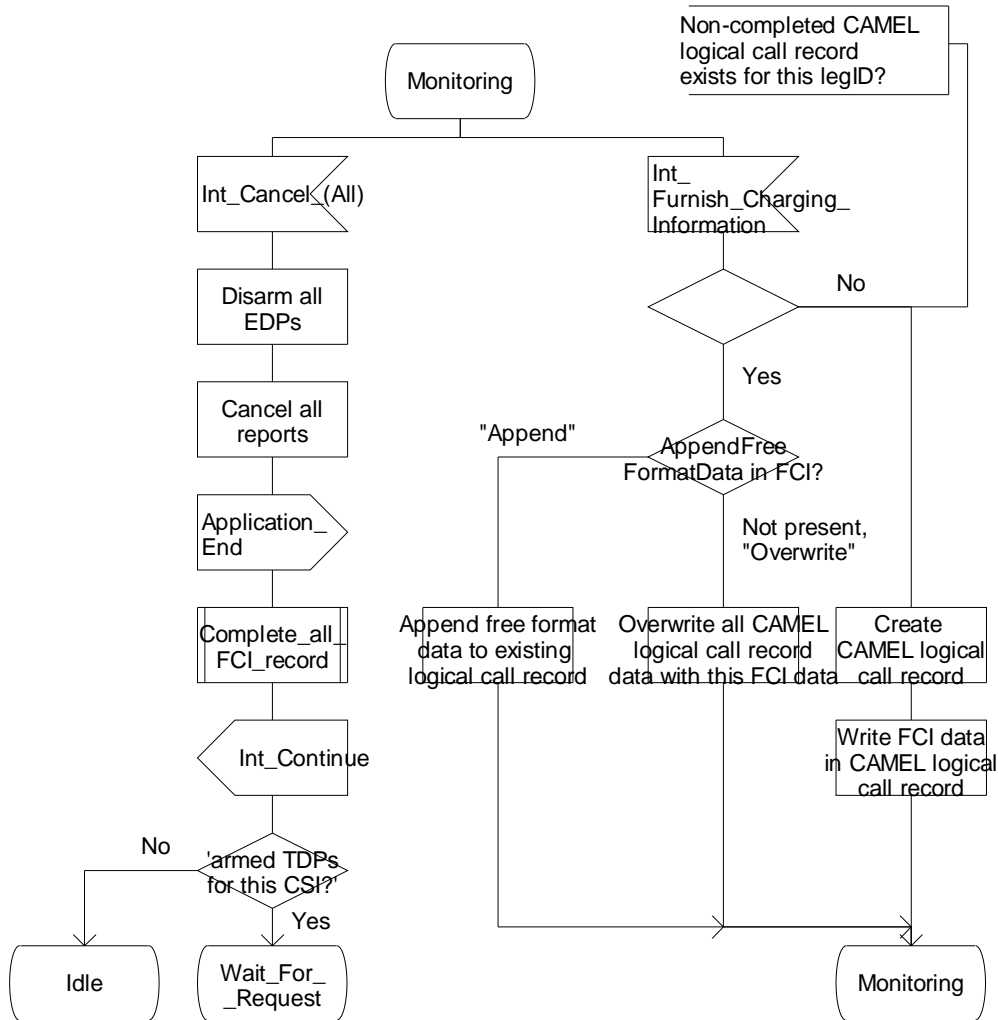 Non-completed CAMEL
logical call record
exists for this legID?
Monitoring
Int_Cancel_(All)
Int_
Furnish_Charging_
Information
Disarm all
EDPs
No
Yes
Cancel all
reports
"Append"
AppendFree
FormatData in FCI?
Application_
End
Not present,
"Overwrite"
Complete_all_
FCI_record
Append free format
data to existing
logical call record
Overwrite all CAMEL
logical call record
data with this FCI data
Create
CAMEL logical
call record
Int_Continue
Write FCI data
in CAMEL logical
call record
No
'armed TDPs
for this CSI?'
Yes
Idle
Wait_For_
_Request
Monitoring